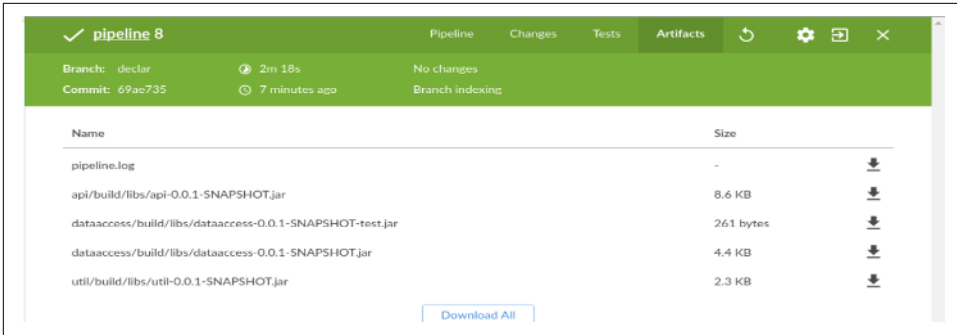 pipeline 8 Pipeline Changes Tests Artifacts
Branch: declar 2m 18s No changes
Commit: 69ae735 7 minutes ago Branch indexing
Name Size
pipeline.log -
api/build/libs/api-0.0.1-SNAPSHOT.jar 8.6 KB
dataaccess/build/libs/dataaccess-0.0.1-SNAPSHOT-test.jar 261 bytes
dataaccess/build/libs/dataaccess-0.0.1-SNAPSHOT.jar 4.4 KB
util/build/libs/util-0.0.1-SNAPSHOT.jar 2.3 KB
Download All